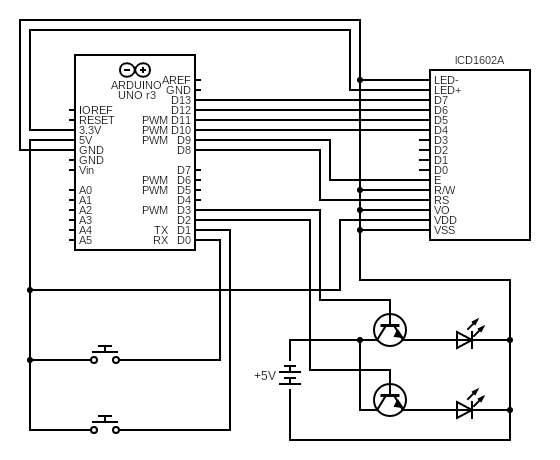 ICD1602A
ARDUINO
UNO r3
AREF
GND
D13
D12
PWM D11
PWM D10
PWM D9
D8
D7
PWM D6
PWM D5
D4
PWM D3
D2
TX D1
RX D0
IOREF
RESET
3.3V
5V
GND
GND
Vin
A0
A1
A2
A3
A4
A5
LED-
LED+
D7
D6
D5
D4
D3
D2
D1
D0
E
R/W
RS
VO
VDD
VSS
+5V